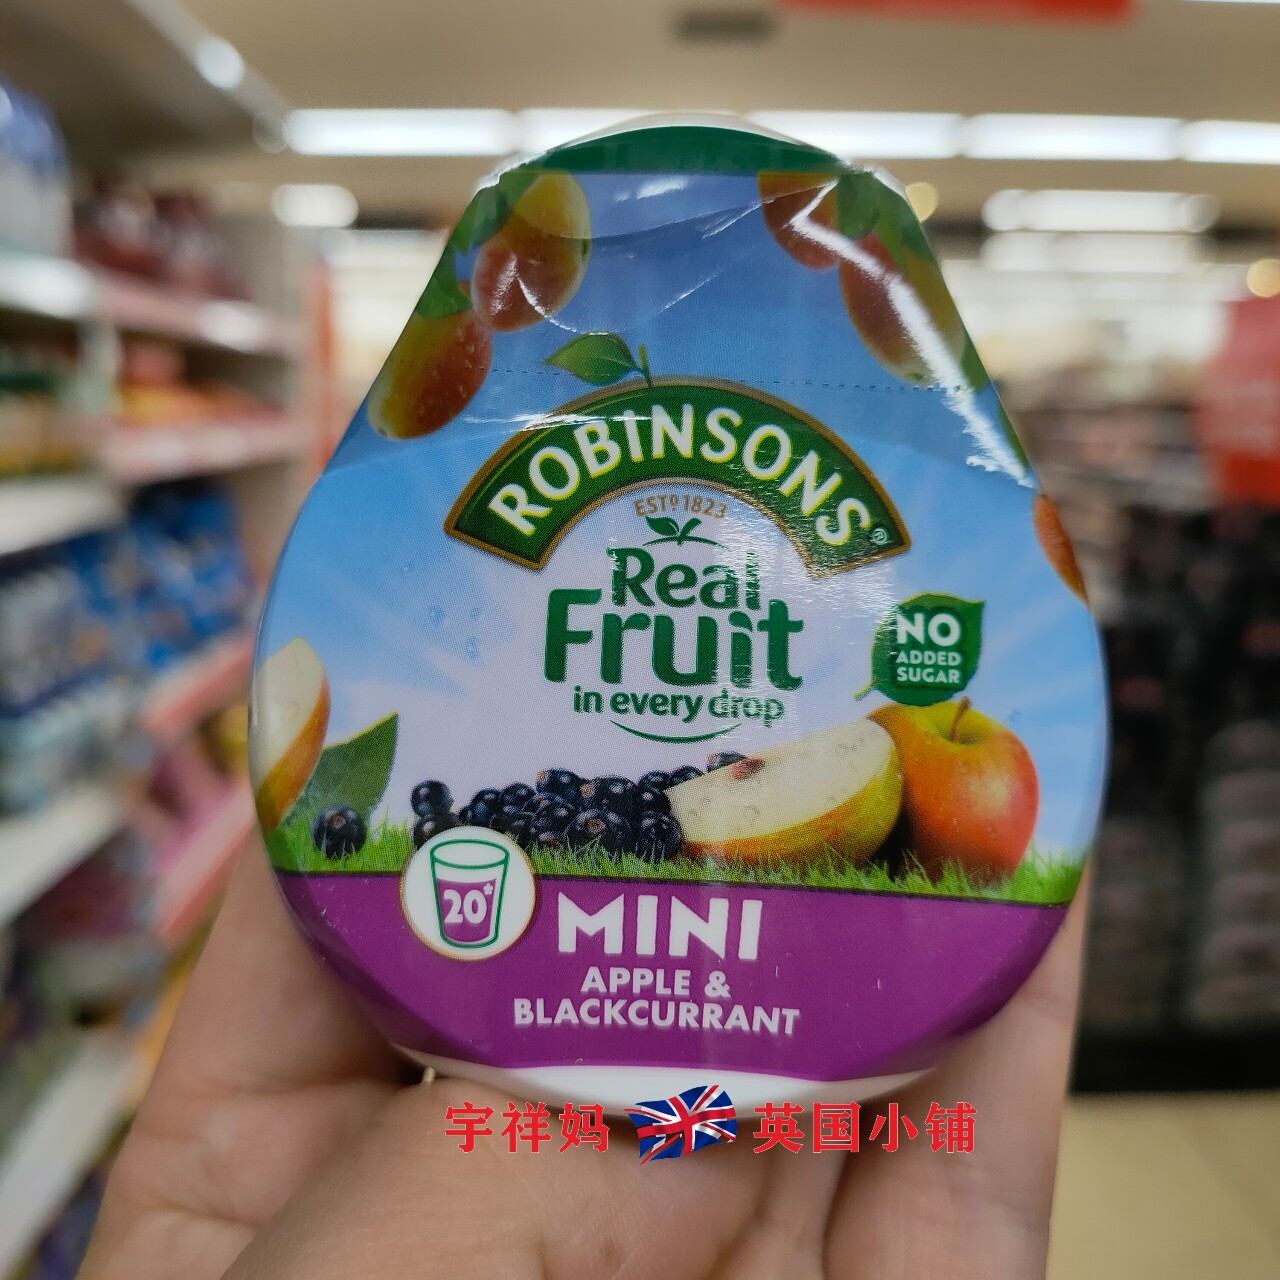 ROBINSONS®
ESTD 1823
Real
Fruit
in every drop
NO
ADDED
SUGAR
20*
MINI
APPLE &
BLACKCURRANT
宇祥妈 英国小铺